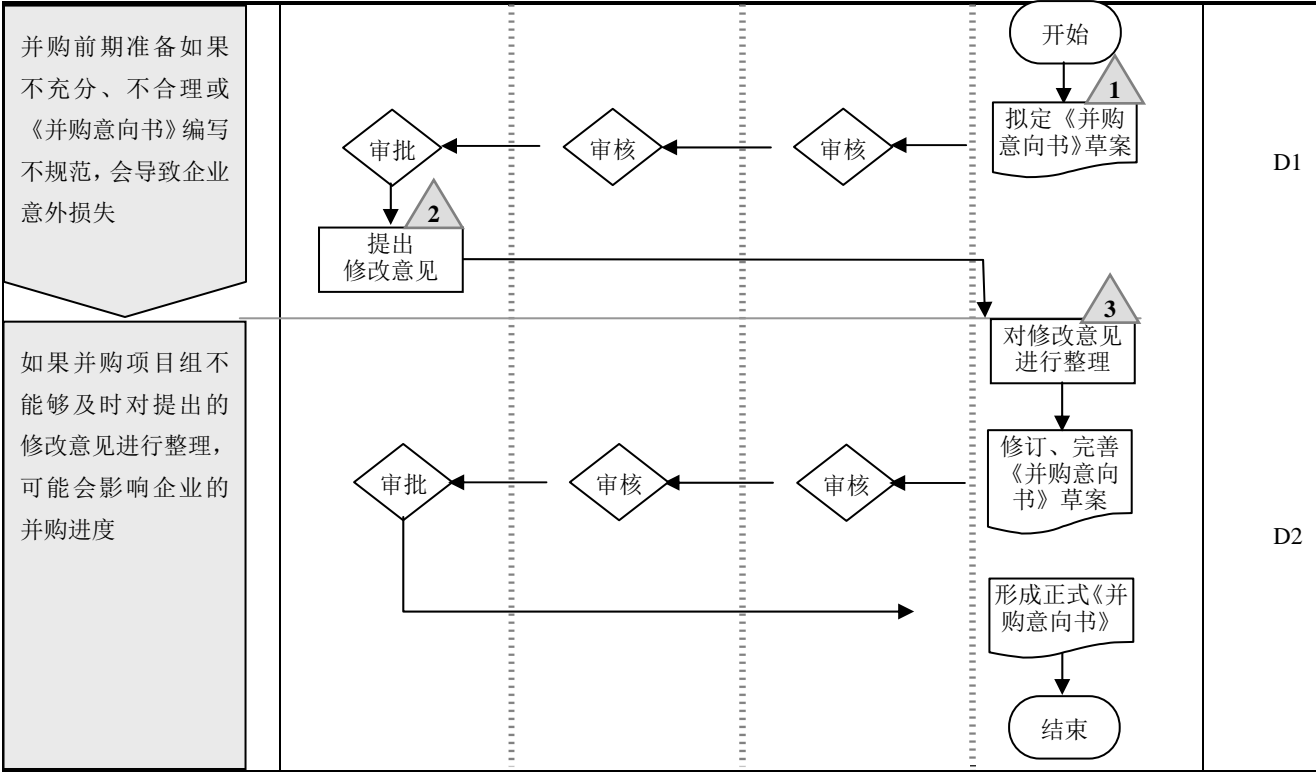 并购前期准备如果
不充分、不合理或
《并购意向书》编写
不规范，会导致企业
意外损失
开始
1
拟定《并购
意向书》草案
审核
审核
审批
2
提出
修改意见
D1
如果并购项目组不
能够及时对提出的
修改意见进行整理，
可能会影响企业的
并购进度
3
对修改意见
进行整理
修订、完善
《并购意向
书》草案
审核
审核
审批
形成正式《并
购意向书》
结束
D2